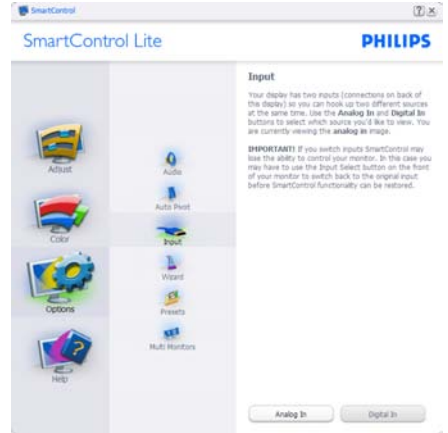 SmartControl
SmartControl Lite
PHILIPS
Adjust
Color
Options
Help
Audio
Auto Pivot
Input
Wizard
Presets
Multi Monitors
Input
Your display has two inputs (connections on back of
the display) so you can hook up two different sources
at the same time. Use the Analog In and Digital In
buttons to select which source you'd like to view. You
are currently viewing the analog in image.
IMPORTANT! If you switch inputs SmartControl may
lose the ability to control your monitor. In this case you
may have to use the Input Select button on the front
of your monitor to switch back to the original input
before SmartControl functionality can be restored.
Analog In
Digital In